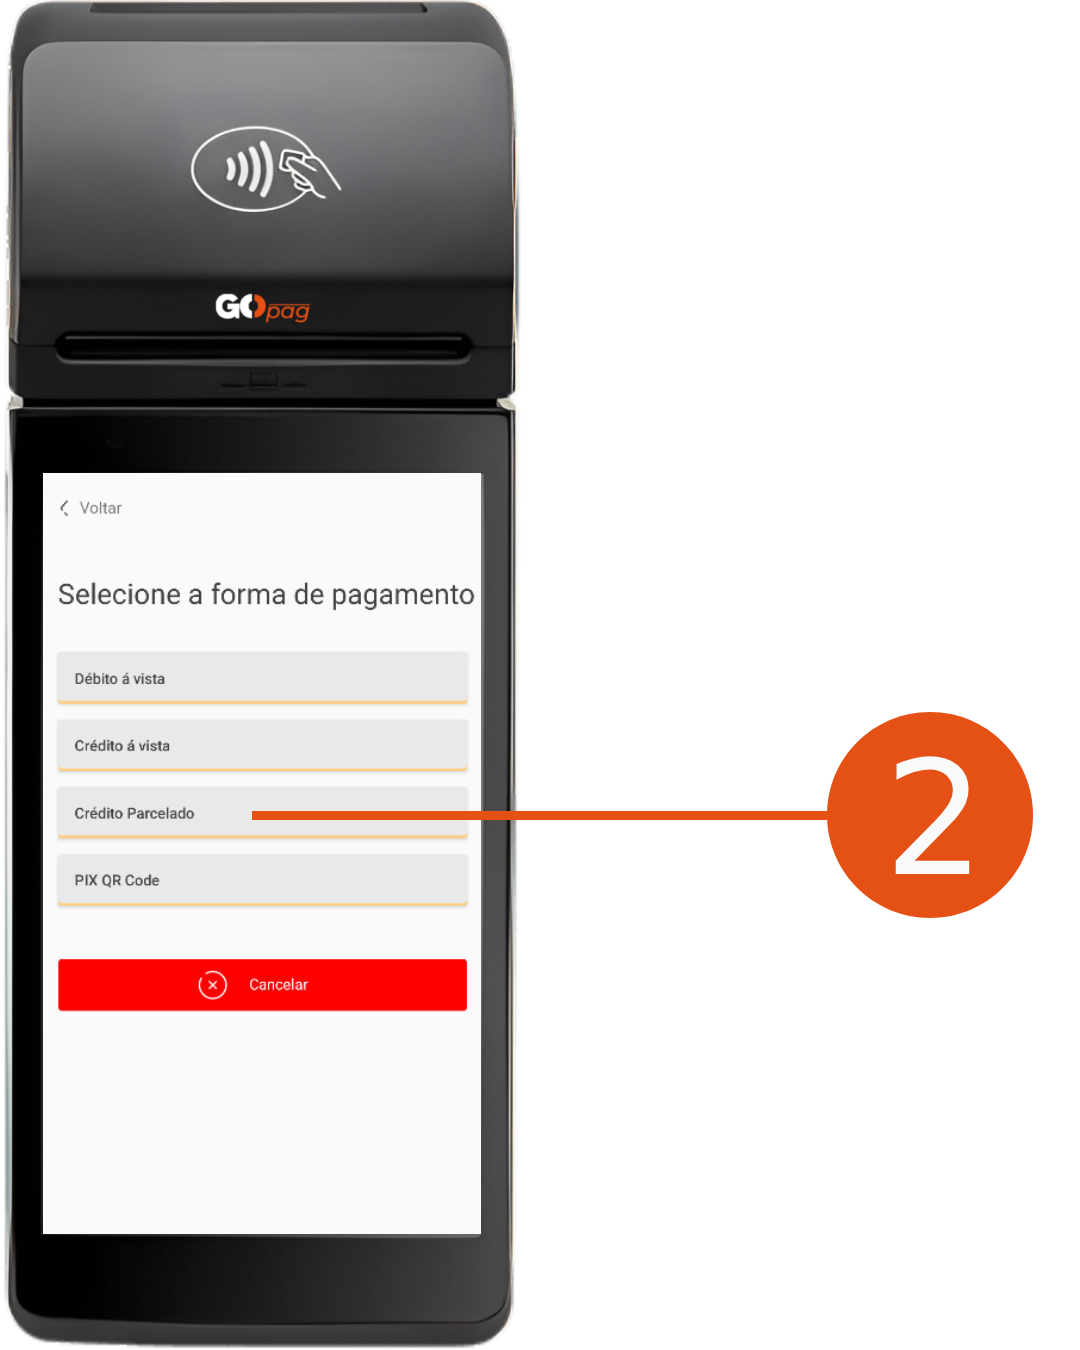 GOpag
Voltar
Selecione a forma de pagamento
Débito á vista
Crédito á vista
Crédito Parcelado
2
PIX QR Code
Cancelar